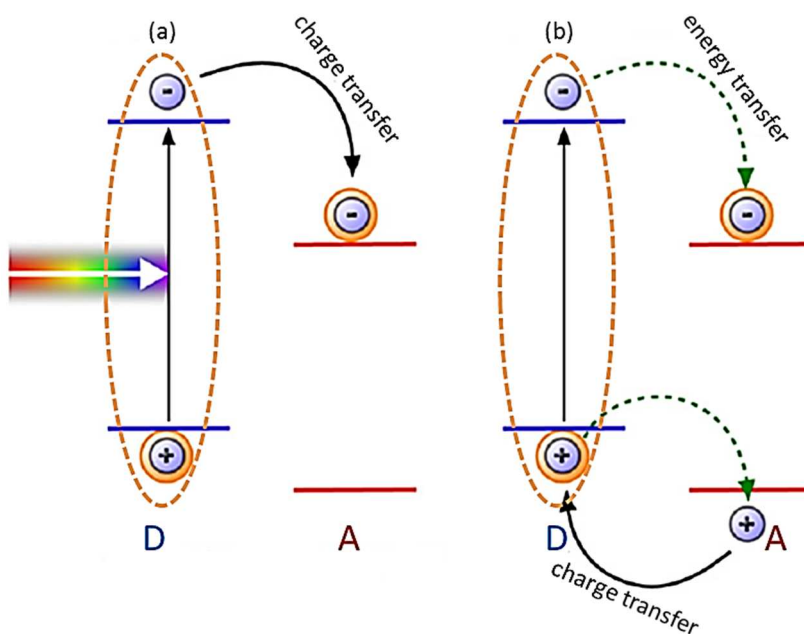 (a)
charge transfer
-
-
+
D
A
(b)
energy transfer
-
-
+
+
D
A
charge transfer